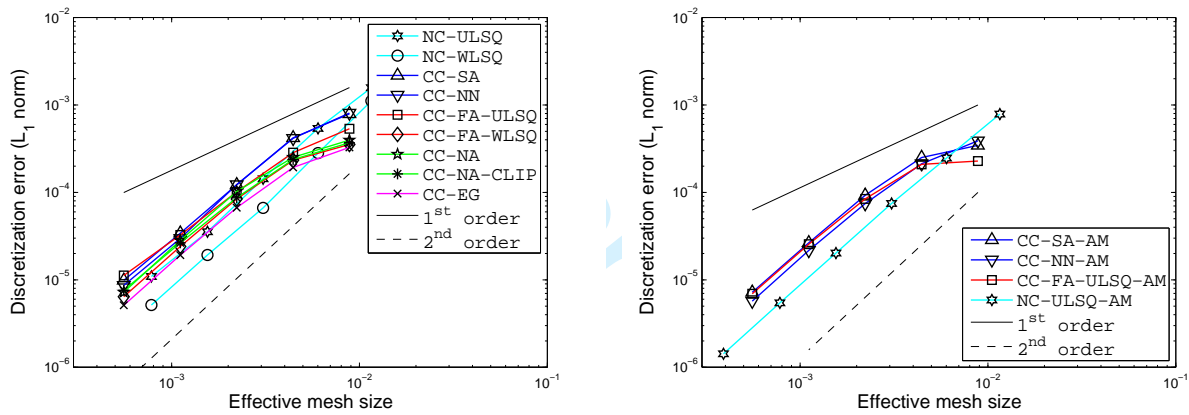 10⁻²
10⁻³
10⁻⁴
10⁻⁵
10⁻⁶
Discretization error (L₁ norm)
10⁻³
10⁻²
10⁻¹
Effective mesh size
NC-ULSQ
NC-WLSQ
CC-SA
CC-NN
CC-FA-ULSQ
CC-FA-WLSQ
CC-NA
CC-NA-CLIP
CC-EG
1ˢᵗ order
2ⁿᵈ order
10⁻²
10⁻³
10⁻⁴
10⁻⁵
10⁻⁶
Discretization error (L₁ norm)
10⁻³
10⁻²
10⁻¹
Effective mesh size
CC-SA-AM
CC-NN-AM
CC-FA-ULSQ-AM
NC-ULSQ-AM
1ˢᵗ order
2ⁿᵈ order